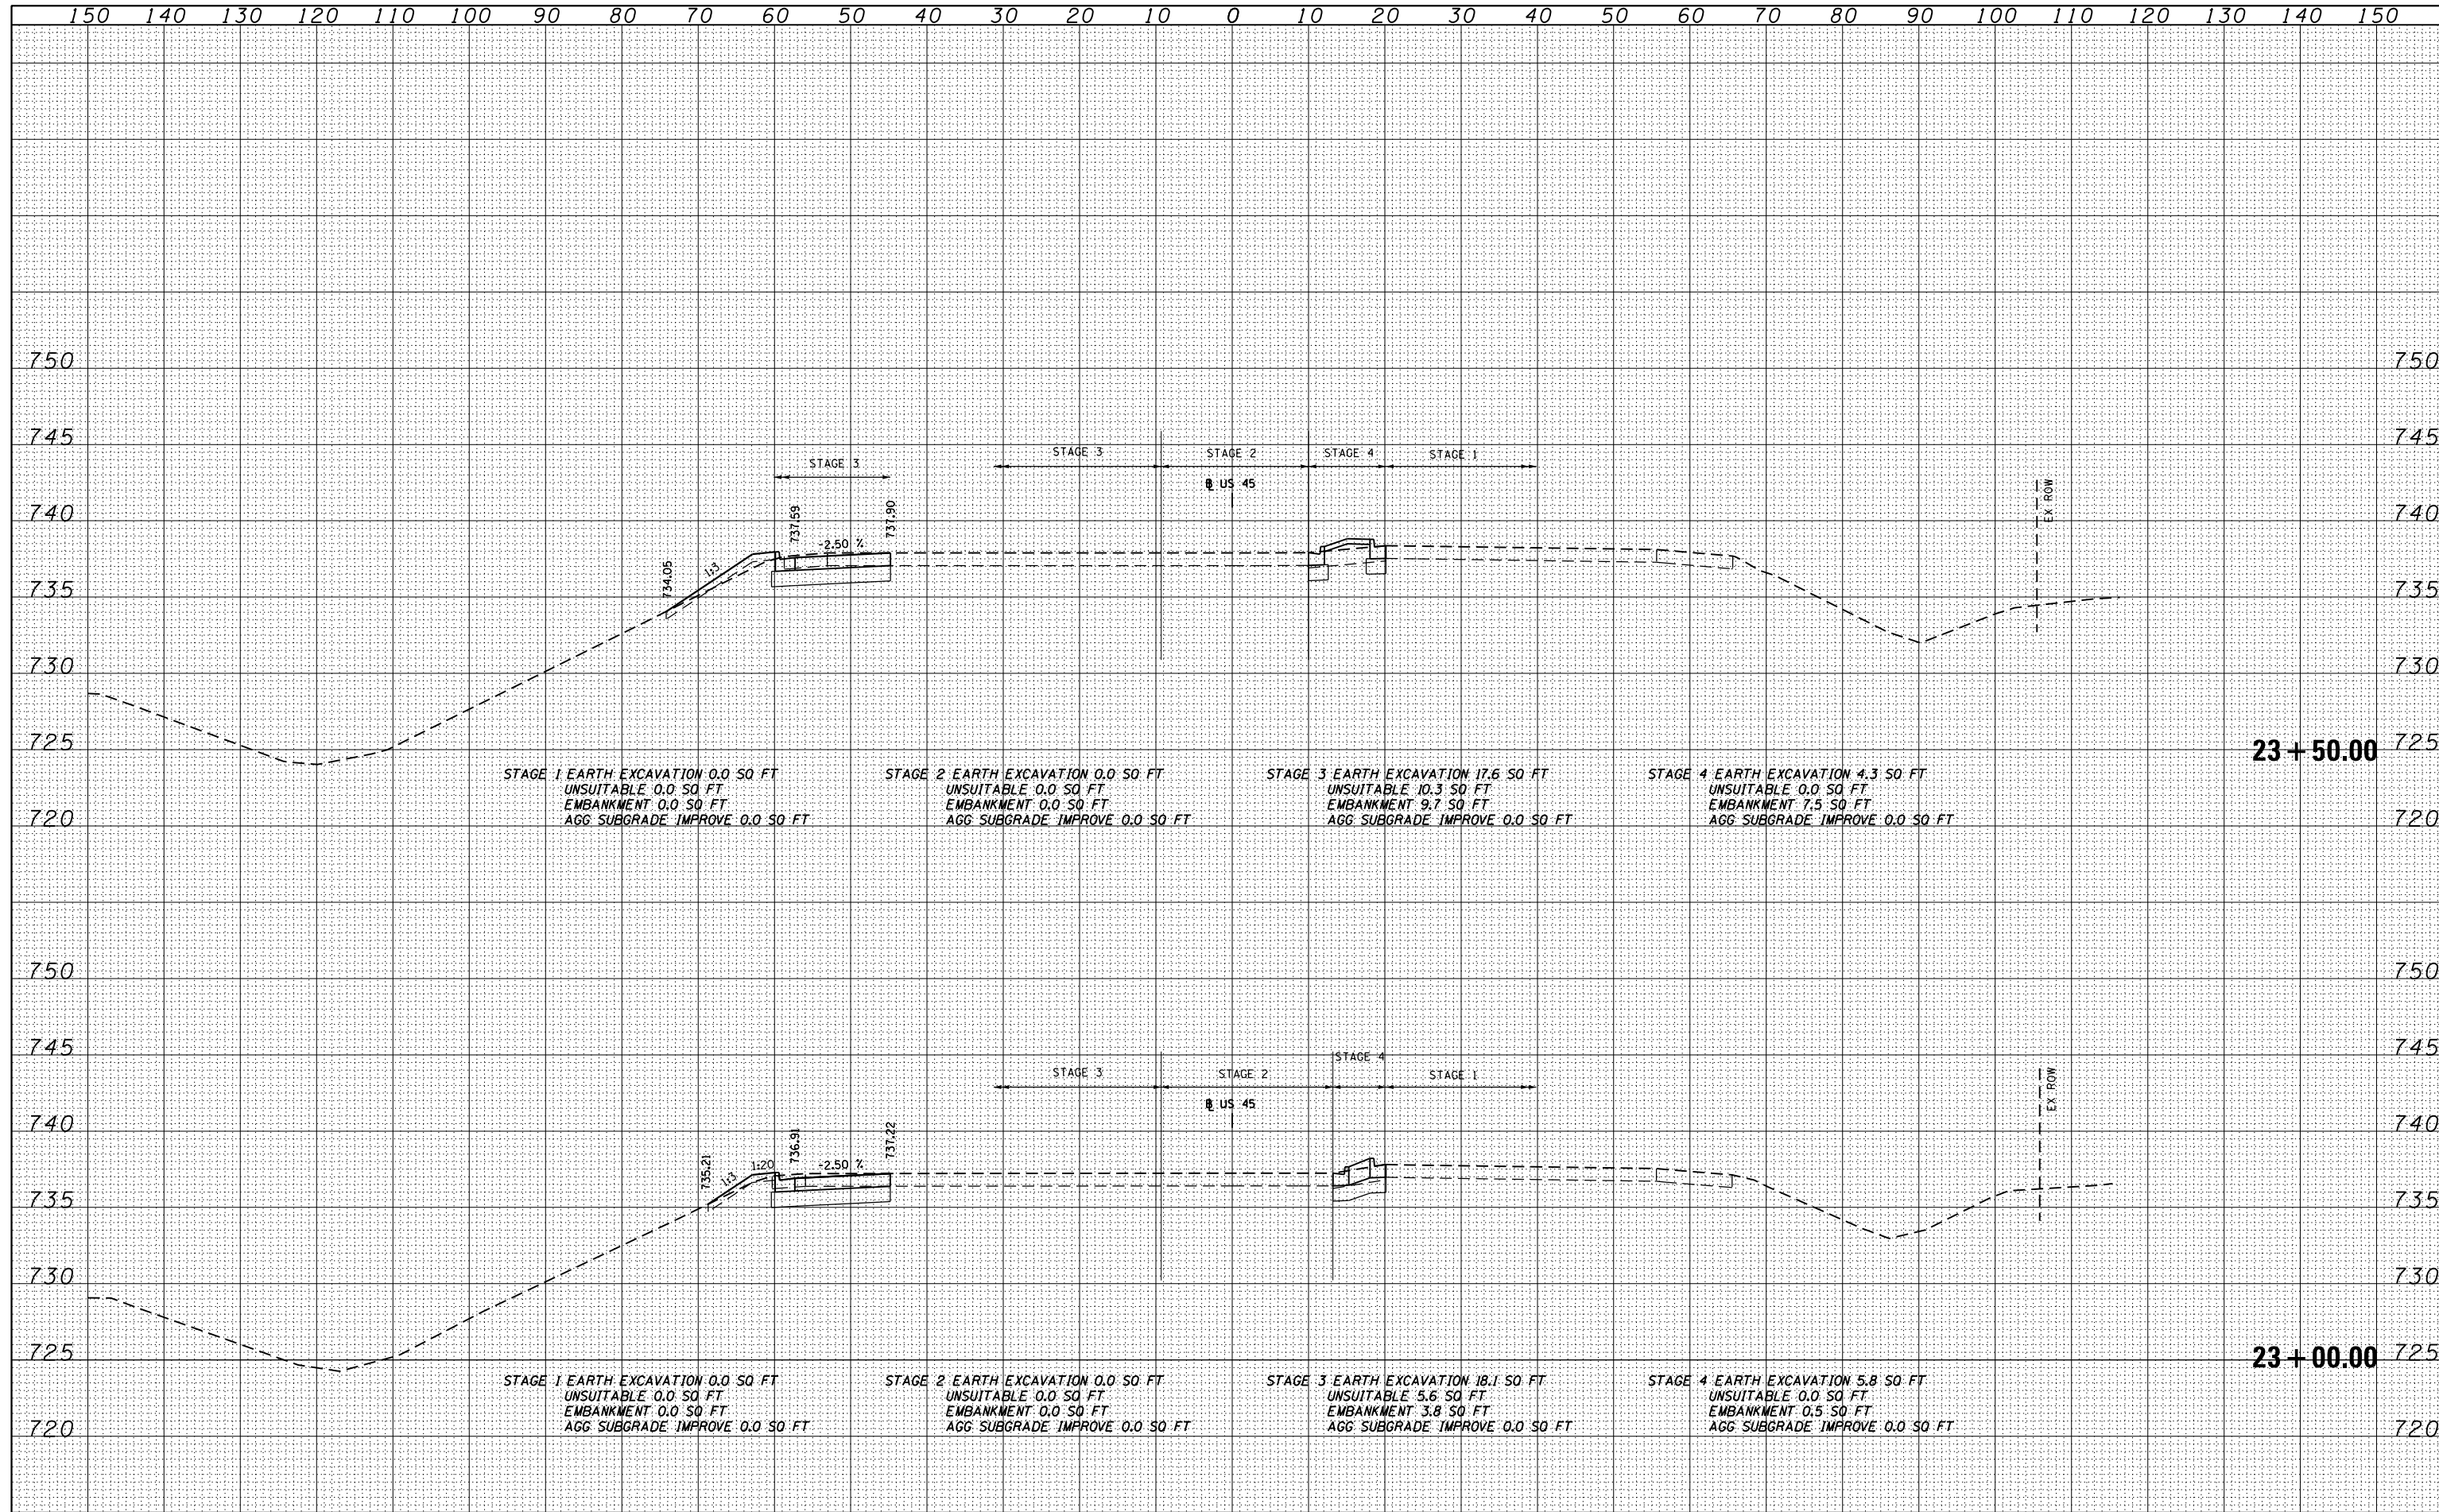 150 140 130 120 110 100 90 80 70 60 50 40 30 20 10 0 10 20 30 40 50 60 70 80 90 100 110 120 130 140 150
750 750
745 745
STAGE 3 STAGE 2 STAGE 4 STAGE 1
STAGE 3
US 45
EX ROW
740 740
737.59
737.90
-2.50 %
1:3
734.05
735 735
730 730
725 23+50.00 725
STAGE 1 EARTH EXCAVATION 0.0 SQ FT
UNSUITABLE 0.0 SQ FT
EMBANKMENT 0.0 SQ FT
AGG SUBGRADE IMPROVE 0.0 SQ FT
STAGE 2 EARTH EXCAVATION 0.0 SQ FT
UNSUITABLE 0.0 SQ FT
EMBANKMENT 0.0 SQ FT
AGG SUBGRADE IMPROVE 0.0 SQ FT
STAGE 3 EARTH EXCAVATION 17.6 SQ FT
UNSUITABLE 10.3 SQ FT
EMBANKMENT 9.7 SQ FT
AGG SUBGRADE IMPROVE 0.0 SQ FT
STAGE 4 EARTH EXCAVATION 4.3 SQ FT
UNSUITABLE 0.0 SQ FT
EMBANKMENT 7.5 SQ FT
AGG SUBGRADE IMPROVE 0.0 SQ FT
720 720
750 750
745 745
STAGE 4
STAGE 3 STAGE 2 STAGE 1
US 45
EX ROW
740 740
736.91
737.22
1:20
-2.50 %
1:3
735.21
735 735
730 730
725 23+00.00 725
STAGE 1 EARTH EXCAVATION 0.0 SQ FT
UNSUITABLE 0.0 SQ FT
EMBANKMENT 0.0 SQ FT
AGG SUBGRADE IMPROVE 0.0 SQ FT
STAGE 2 EARTH EXCAVATION 0.0 SQ FT
UNSUITABLE 0.0 SQ FT
EMBANKMENT 0.0 SQ FT
AGG SUBGRADE IMPROVE 0.0 SQ FT
STAGE 3 EARTH EXCAVATION 18.1 SQ FT
UNSUITABLE 5.6 SQ FT
EMBANKMENT 3.8 SQ FT
AGG SUBGRADE IMPROVE 0.0 SQ FT
STAGE 4 EARTH EXCAVATION 5.8 SQ FT
UNSUITABLE 0.0 SQ FT
EMBANKMENT 0.5 SQ FT
AGG SUBGRADE IMPROVE 0.0 SQ FT
720 720